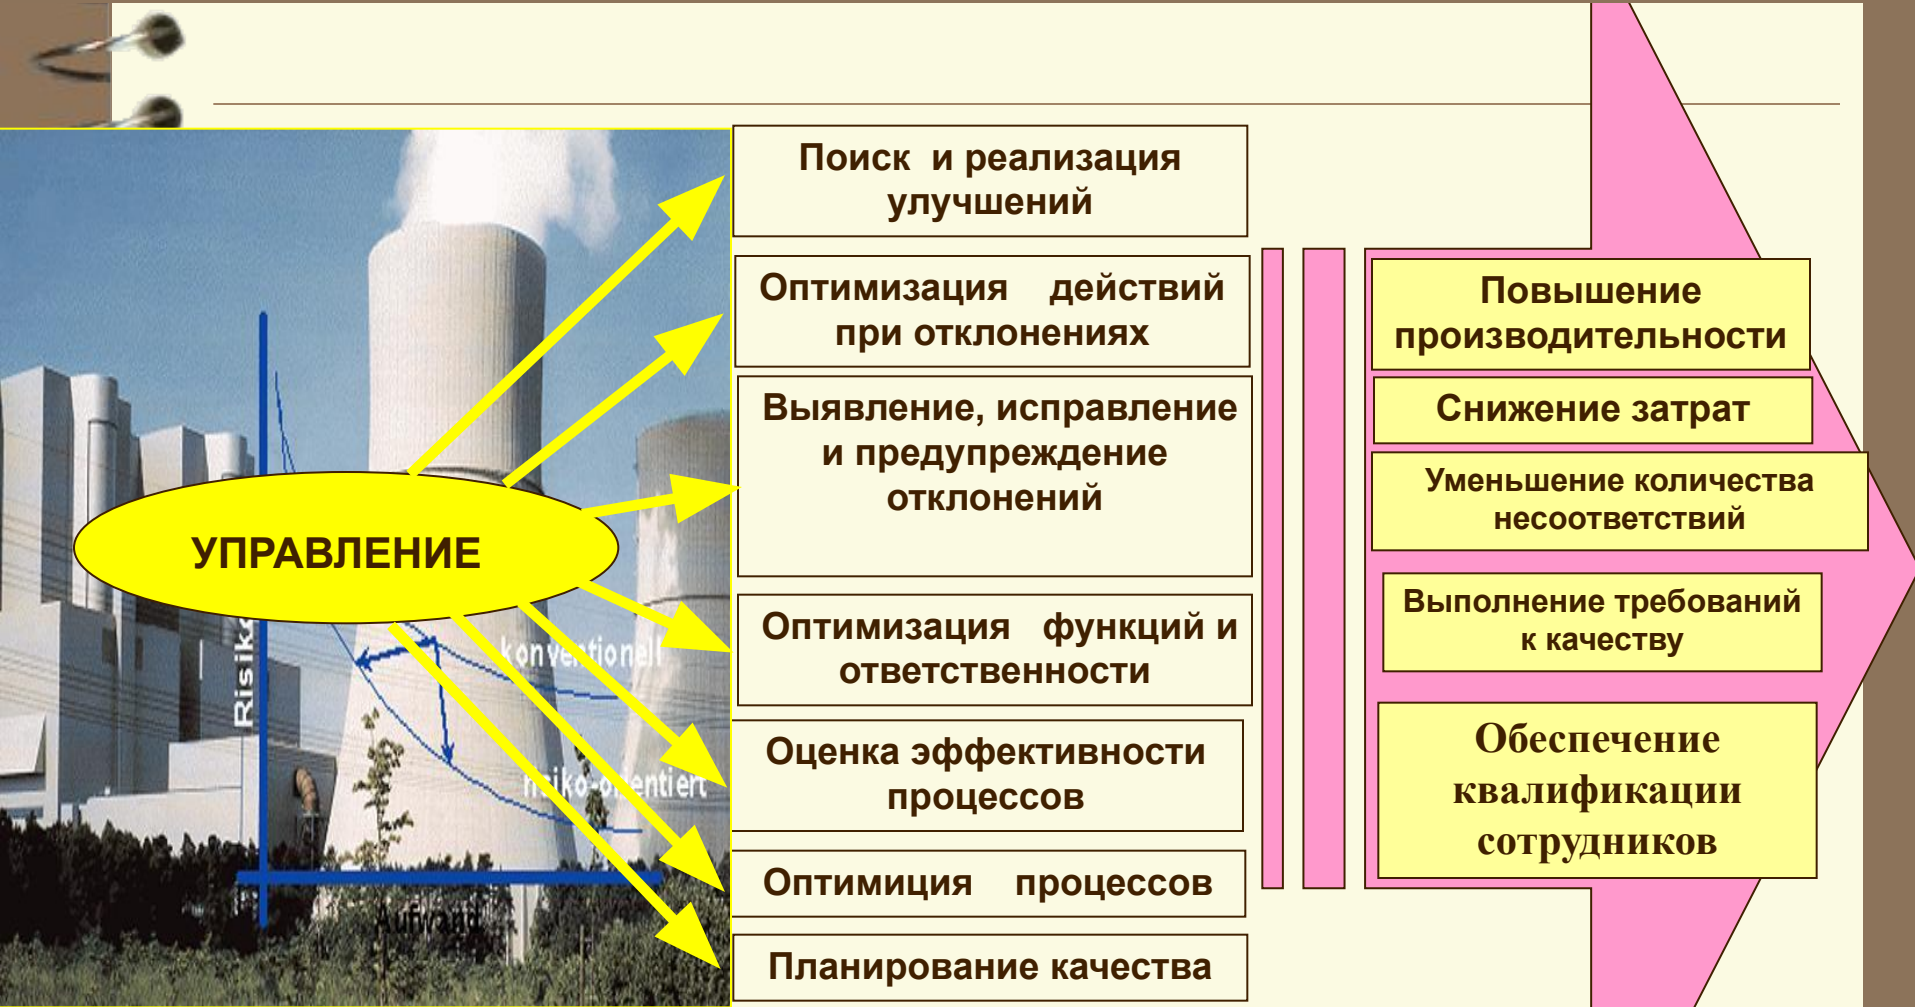 Поиск и реализация
улучшений
Оптимизация действий
при отклонениях
Выявление, исправление
и предупреждение
отклонений
УПРАВЛЕНИЕ
Оптимизация функций и
ответственности
Оценка эффективности
процессов
Оптимиция процессов
Планирование качества
Повышение
производительности
Снижение затрат
Уменьшение количества
несоответствий
Выполнение требований
к качеству
Обеспечение
квалификации
сотрудников
Risiko
konventionell
risiko-orientiert
Aufwand